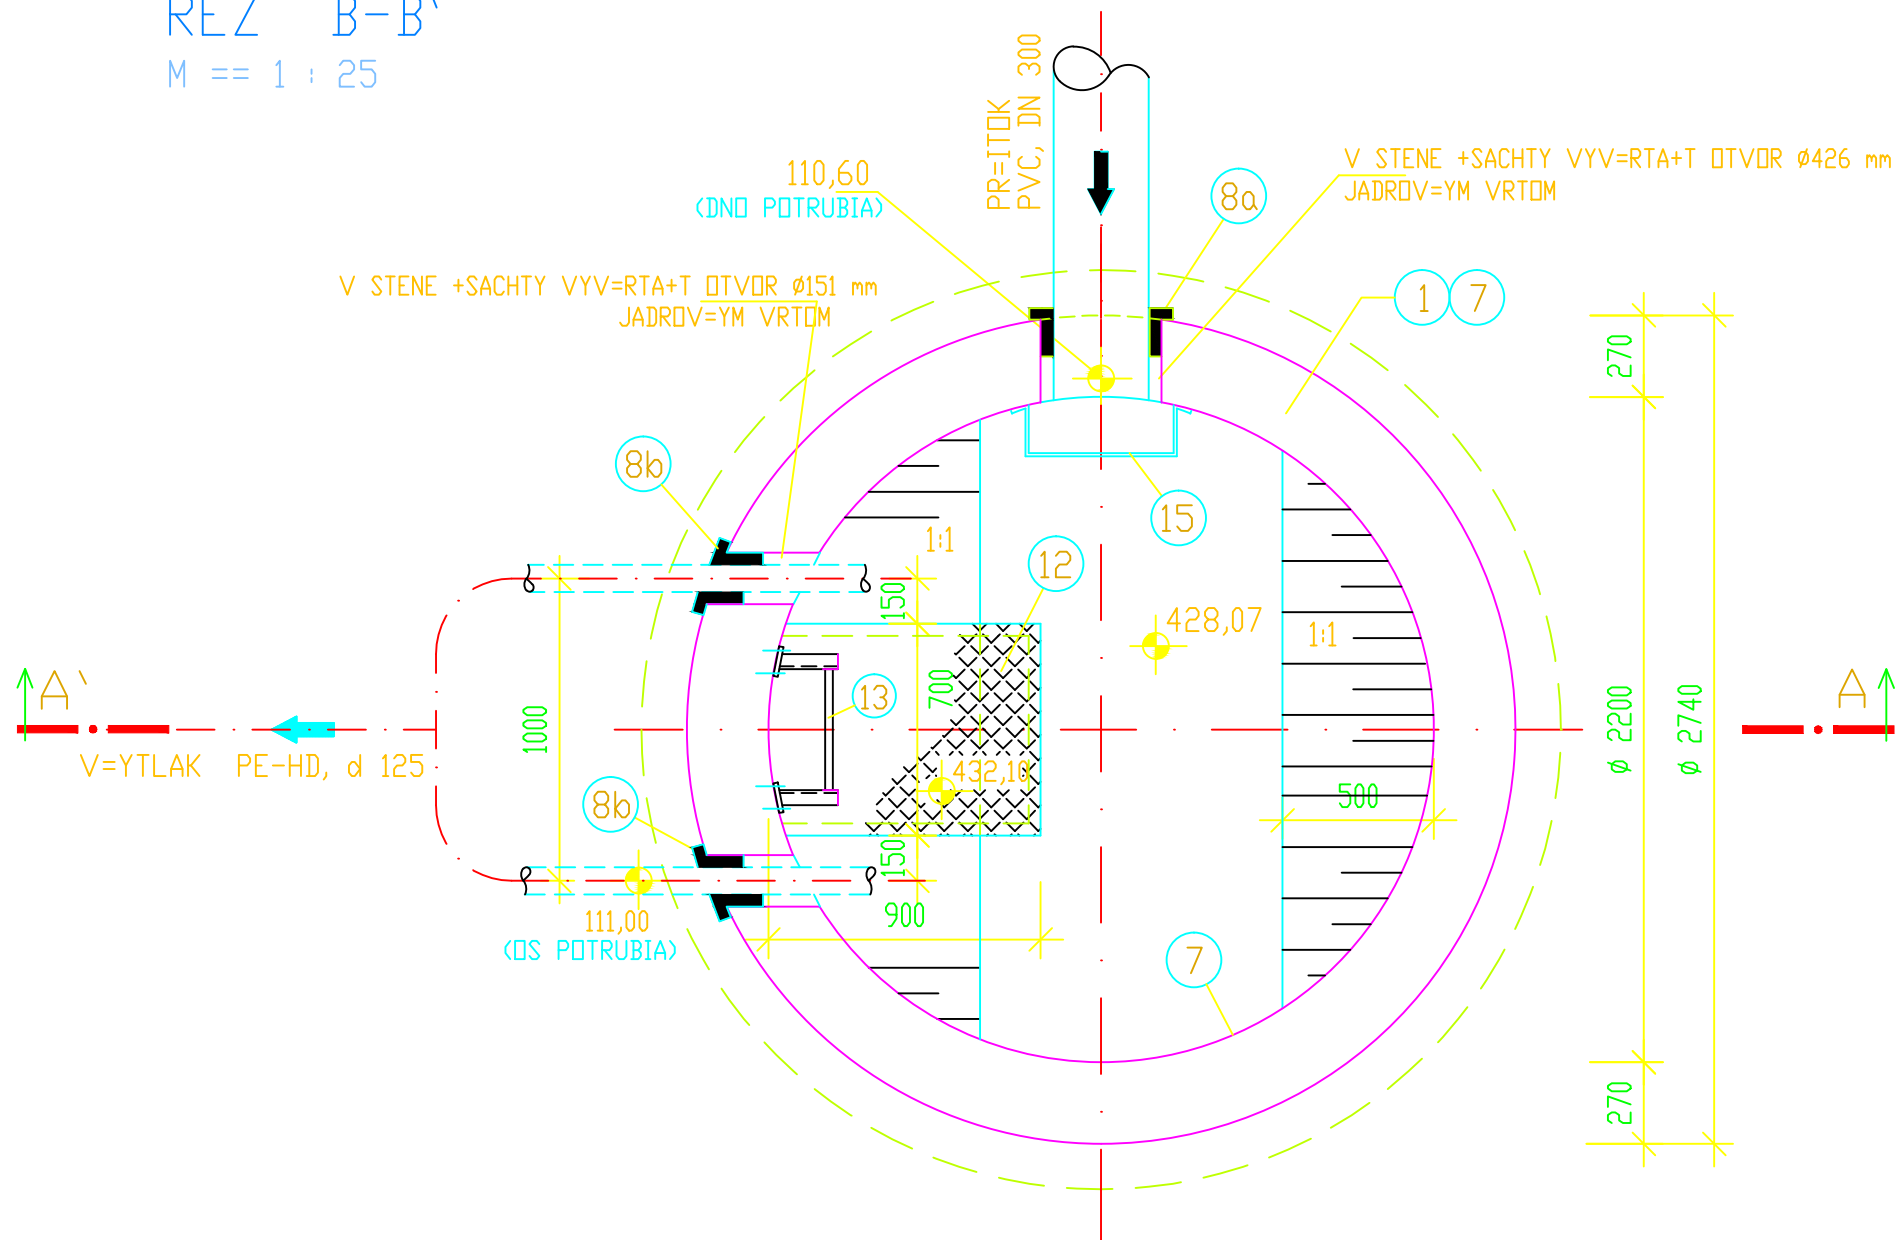 REZ B-B`
M == 1 : 25
PR=ITOK
PVC, DN 300
110,60
(DNO POTRUBIA)
8a
V STENE +SACHTY VYV=RTA+T OTVOR Ø426 mm
JADROV=YM VRTOM
V STENE +SACHTY VYV=RTA+T OTVOR Ø151 mm
JADROV=YM VRTOM
1 7
270
8b
15
1:1
12
150
428,07
1:1
A`
700
13
A
1000
Ø 2200
Ø 2740
V=YTLAK PE-HD, d 125
432,10
500
8b
150
900
111,00
(OS POTRUBIA)
7
270